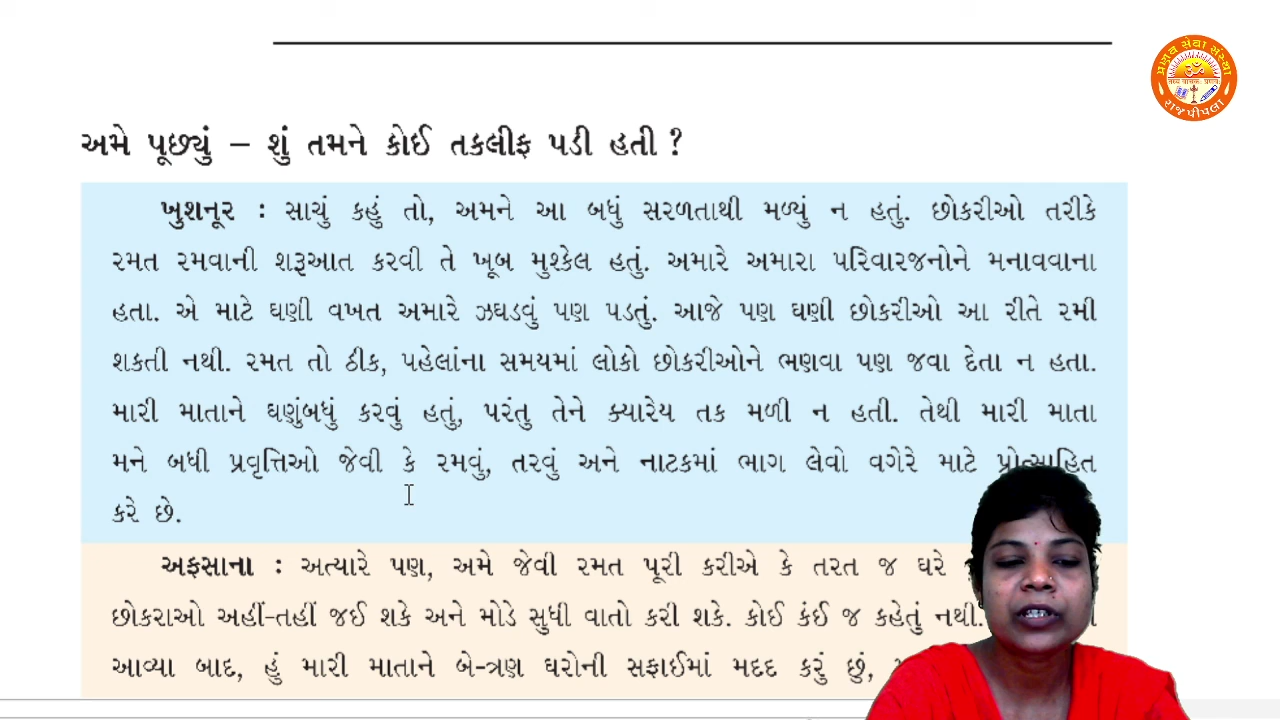 પ્રણવ સેવા સંસ્થા
રાજપીપલા
અમે પૂછ્યું – શું તમને કોઈ તકલીફ પડી હતી ?
ખુશનૂર : સાચું કહું તો, અમને આ બધું સરળતાથી મળ્યું ન હતું. છોકરીઓ તરીકે
રમત રમવાની શરૂઆત કરવી તે ખૂબ મુશ્કેલ હતું. અમારે અમારા પરિવારજનોને મનાવવાના
હતા. એ માટે ઘણી વખત અમારે ઝઘડવું પણ પડતું. આજે પણ ઘણી છોકરીઓ આ રીતે રમી
શકતી નથી. રમત તો ઠીક, પહેલાંના સમયમાં લોકો છોકરીઓને ભણવા પણ જવા દેતા ન હતા.
મારી માતાને ઘણુંબધું કરવું હતું, પરંતુ તેને ક્યારેય તક મળી ન હતી. તેથી મારી માતા
મને બધી પ્રવૃત્તિઓ જેવી કે રમવું, તરવું અને નાટકમાં ભાગ લેવો વગેરે માટે પ્રોત્સાહિત
કરે છે.
અફસાના : અત્યારે પણ, અમે જેવી રમત પૂરી કરીએ કે તરત જ ઘરે
છોકરાઓ અહીં-તહીં જઈ શકે અને મોડે સુધી વાતો કરી શકે. કોઈ કંઈ જ કહેતું નથી.
આવ્યા બાદ, હું મારી માતાને બે-ત્રણ ઘરોની સફાઈમાં મદદ કરું છું,